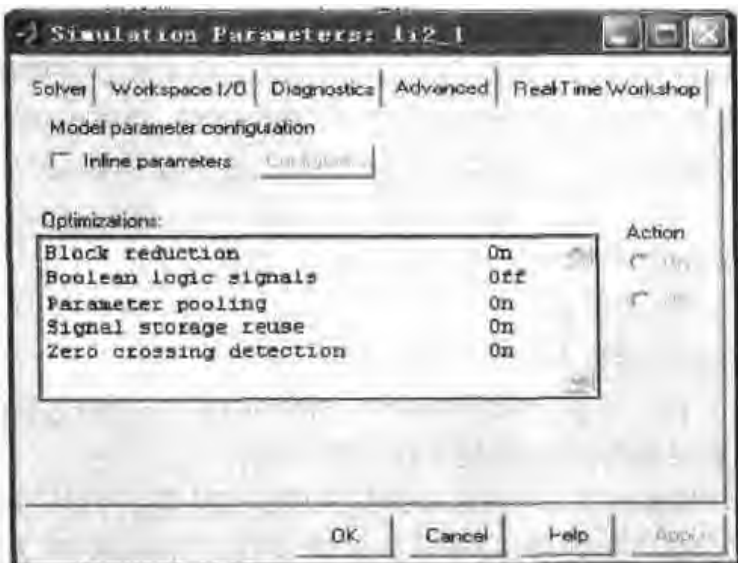 Simulation Parameters: li2_1
Solver Workspace I/O Diagnostics Advanced Real-Time Workshop
Model parameter configuration
Inline parameters
Optimizations:
Action
Block reduction On
Boolean logic signals Off
Parameter pooling On
Signal storage reuse On
Zero crossing detection On
OK Cancel Help Apply